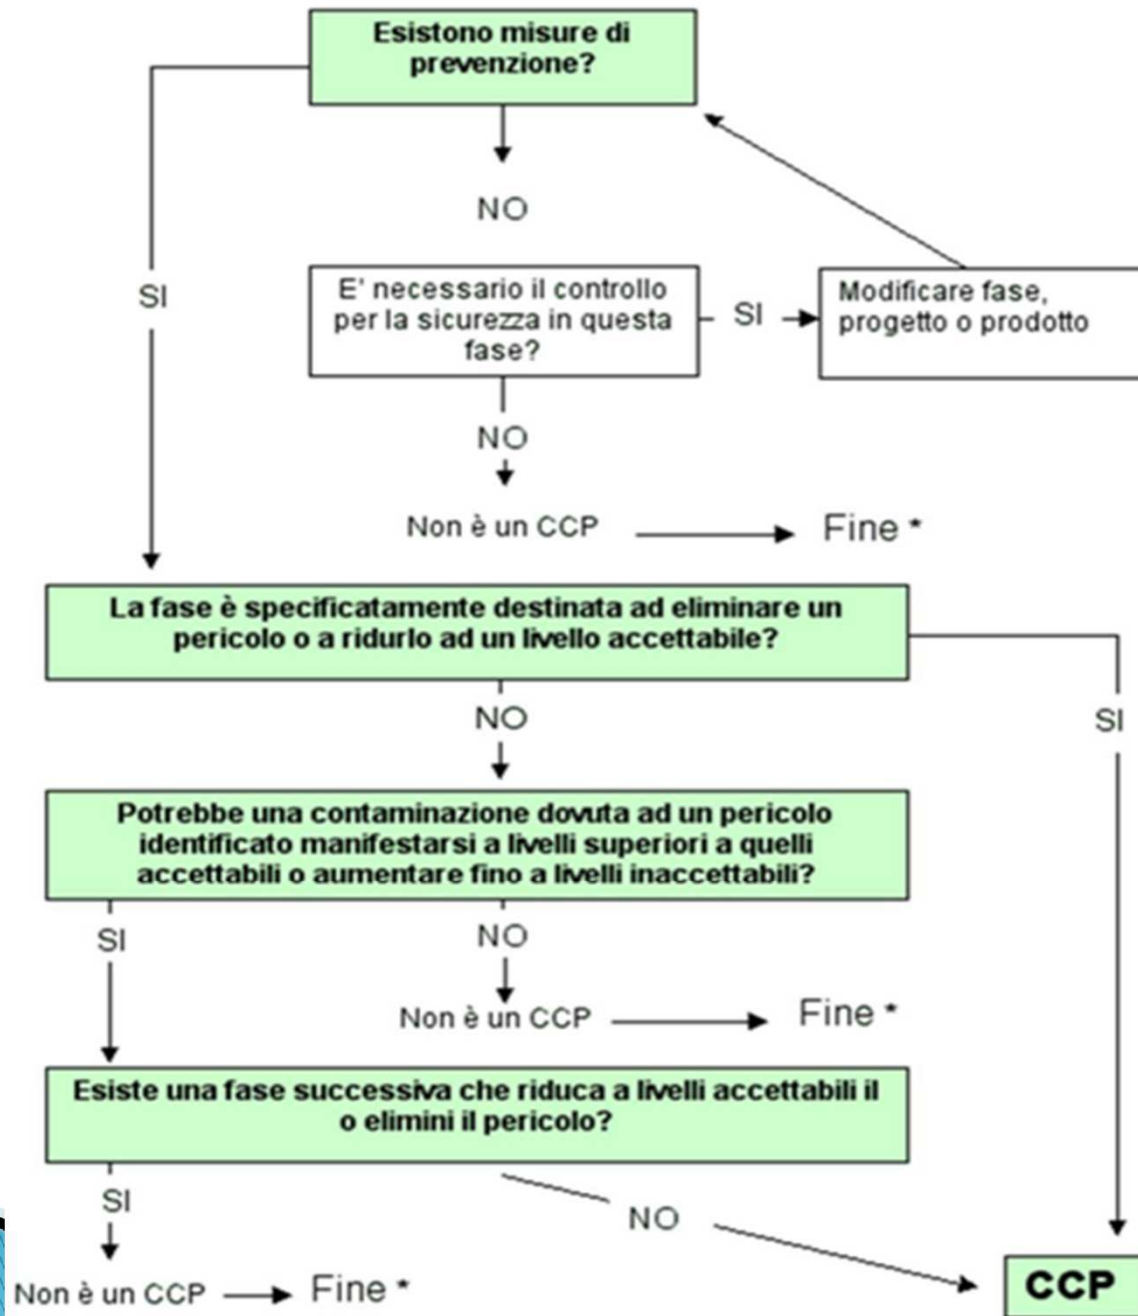 Esistono misure di
prevenzione?
NO
SI
E' necessario il controllo
per la sicurezza in questa
fase?
SI
Modificare fase,
progetto o prodotto
NO
Non è un CCP
Fine *
La fase è specificatamente destinata ad eliminare un
pericolo o a ridurlo ad un livello accettabile?
NO
SI
Potrebbe una contaminazione dovuta ad un pericolo
identificato manifestarsi a livelli superiori a quelli
accettabili o aumentare fino a livelli inaccettabili?
SI
NO
Non è un CCP
Fine *
Esiste una fase successiva che riduca a livelli accettabili il
o elimini il pericolo?
SI
NO
Non è un CCP
Fine *
CCP